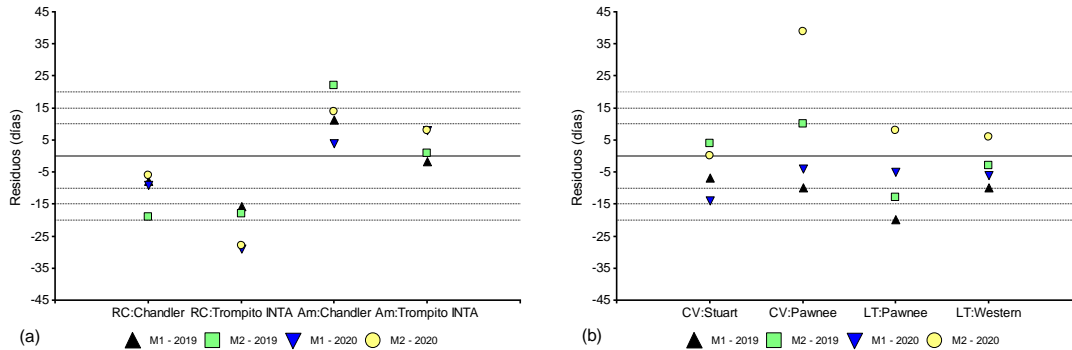 45
35
25
15
5
-5
-15
-25
-35
-45
Residuos (días)
RC:Chandler RC:Trompito INTA Am:Chandler Am:Trompito INTA
(a)
M1 - 2019 M2 - 2019 M1 - 2020 M2 - 2020
45
35
25
15
5
-5
-15
-25
-35
-45
Residuos (días)
CV:Stuart CV:Pawnee LT:Pawnee LT:Western
(b)
M1 - 2019 M2 - 2019 M1 - 2020 M2 - 2020